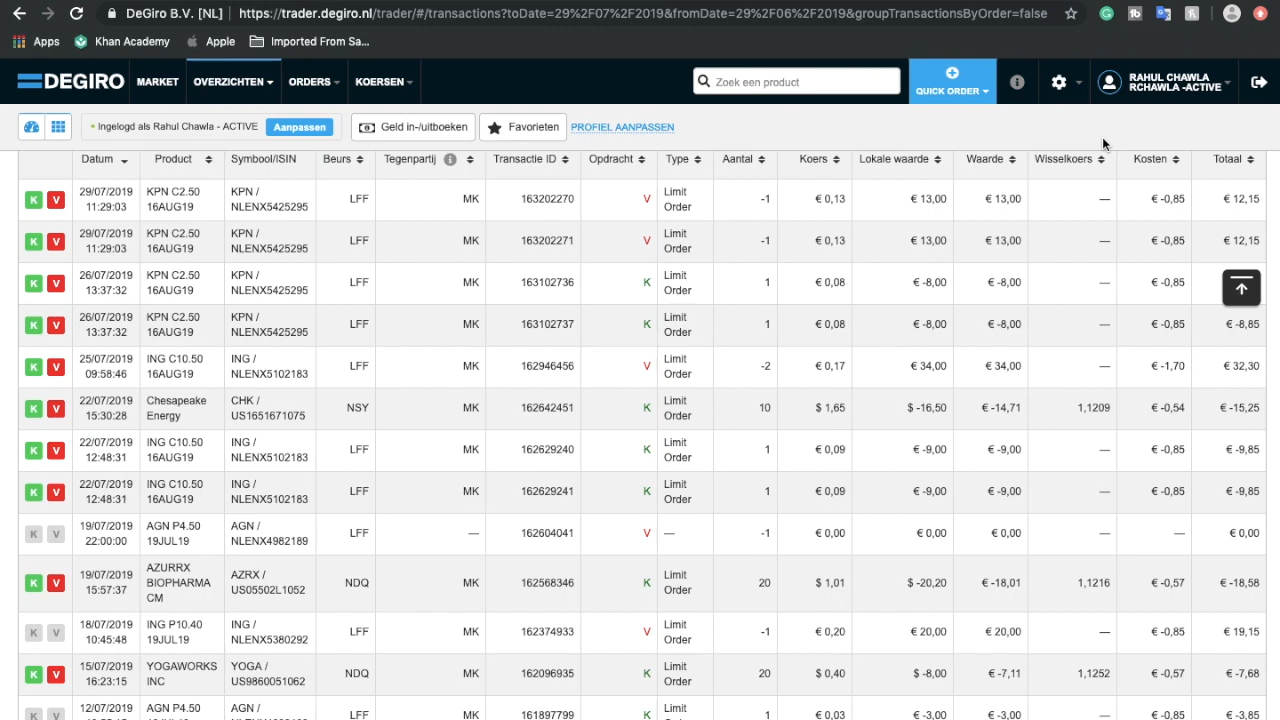 DeGiro B.V. [NL] https://trader.degiro.nl/trader/#/transactions?toDate=29%2F07%2F2019&fromDate=29%2F06%2F2019&groupTransactionsByOrder=false
Apps Khan Academy Apple Imported From Sa...
DEGIRO MARKET OVERZICHTEN ORDERS KOERSEN Zoek een product QUICK ORDER RAHUL CHAWLA
RCHAWLA -ACTIVE
Ingelogd als Rahul Chawla - ACTIVE Aanpassen Geld in-/uitboeken Favorieten PROFIEL AANPASSEN
Datum Product Symbool/ISIN Beurs Tegenpartij Transactie ID Opdracht Type Aantal Koers Lokale waarde Waarde Wisselkoers Kosten Totaal
K V 29/07/2019 KPN C2.50 KPN / LFF MK 163202270 V Limit -1 € 0,13 € 13,00 € 13,00 — € -0,85 € 12,15
11:29:03 16AUG19 NLENX5425295 Order
K V 29/07/2019 KPN C2.50 KPN / LFF MK 163202271 V Limit -1 € 0,13 € 13,00 € 13,00 — € -0,85 € 12,15
11:29:03 16AUG19 NLENX5425295 Order
K V 26/07/2019 KPN C2.50 KPN / LFF MK 163102736 K Limit 1 € 0,08 € -8,00 € -8,00 — € -0,85
13:37:32 16AUG19 NLENX5425295 Order
K V 26/07/2019 KPN C2.50 KPN / LFF MK 163102737 K Limit 1 € 0,08 € -8,00 € -8,00 — € -0,85 € -8,85
13:37:32 16AUG19 NLENX5425295 Order
K V 25/07/2019 ING C10.50 ING / LFF MK 162946456 V Limit -2 € 0,17 € 34,00 € 34,00 — € -1,70 € 32,30
09:58:46 16AUG19 NLENX5102183 Order
K V 22/07/2019 Chesapeake CHK / NSY MK 162642451 K Limit 10 $ 1,65 $ -16,50 € -14,71 1,1209 € -0,54 € -15,25
15:30:28 Energy US1651671075 Order
K V 22/07/2019 ING C10.50 ING / LFF MK 162629240 K Limit 1 € 0,09 € -9,00 € -9,00 — € -0,85 € -9,85
12:48:31 16AUG19 NLENX5102183 Order
K V 22/07/2019 ING C10.50 ING / LFF MK 162629241 K Limit 1 € 0,09 € -9,00 € -9,00 — € -0,85 € -9,85
12:48:31 16AUG19 NLENX5102183 Order
K V 19/07/2019 AGN P4.50 AGN / LFF — 162604041 V — -1 € 0,00 € 0,00 € 0,00 — — € 0,00
22:00:00 19JUL19 NLENX4982189
K V 19/07/2019 AZURRX AZRX / NDQ MK 162568346 K Limit 20 $ 1,01 $ -20,20 € -18,01 1,1216 € -0,57 € -18,58
15:57:37 BIOPHARMA US05502L1052 Order
CM
K V 18/07/2019 ING P10.40 ING / LFF MK 162374933 V Limit -1 € 0,20 € 20,00 € 20,00 — € -0,85 € 19,15
10:45:48 19JUL19 NLENX5380292 Order
K V 15/07/2019 YOGAWORKS YOGA / NDQ MK 162096935 K Limit 20 $ 0,40 $ -8,00 € -7,11 1,1252 € -0,57 € -7,68
16:23:15 INC US9860051062 Order
K V 12/07/2019 AGN P4.50 AGN / LFF MK 161897799 K Limit 1 € 0,03 € -3,00 € -3,00 — € -0,85 € -3,85